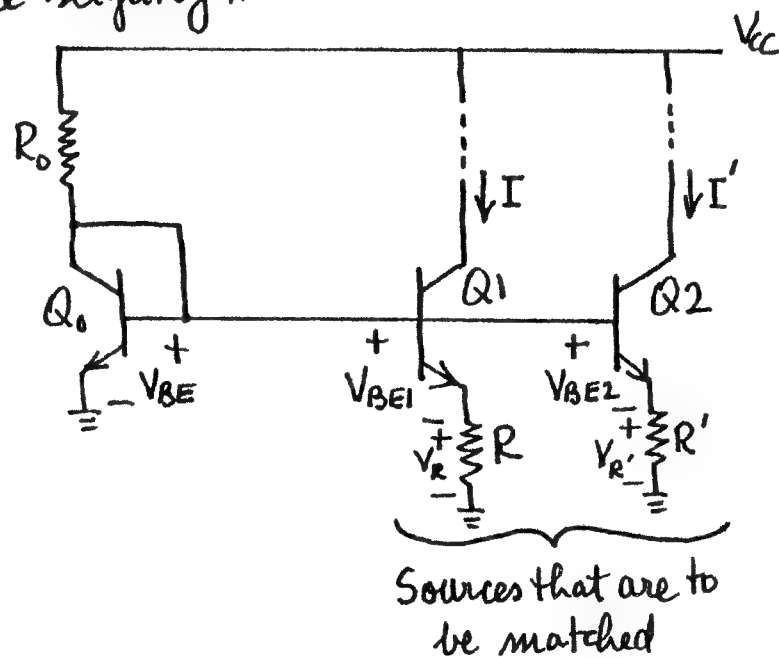 Vcc
R₀
↓ I
↓ I'
Q₀
Q1
Q2
+
VBE
−
+
VBE1
−
+
VBE2
−
+
VR
−
R
+
VR'
−
R'
Sources that are to
be matched